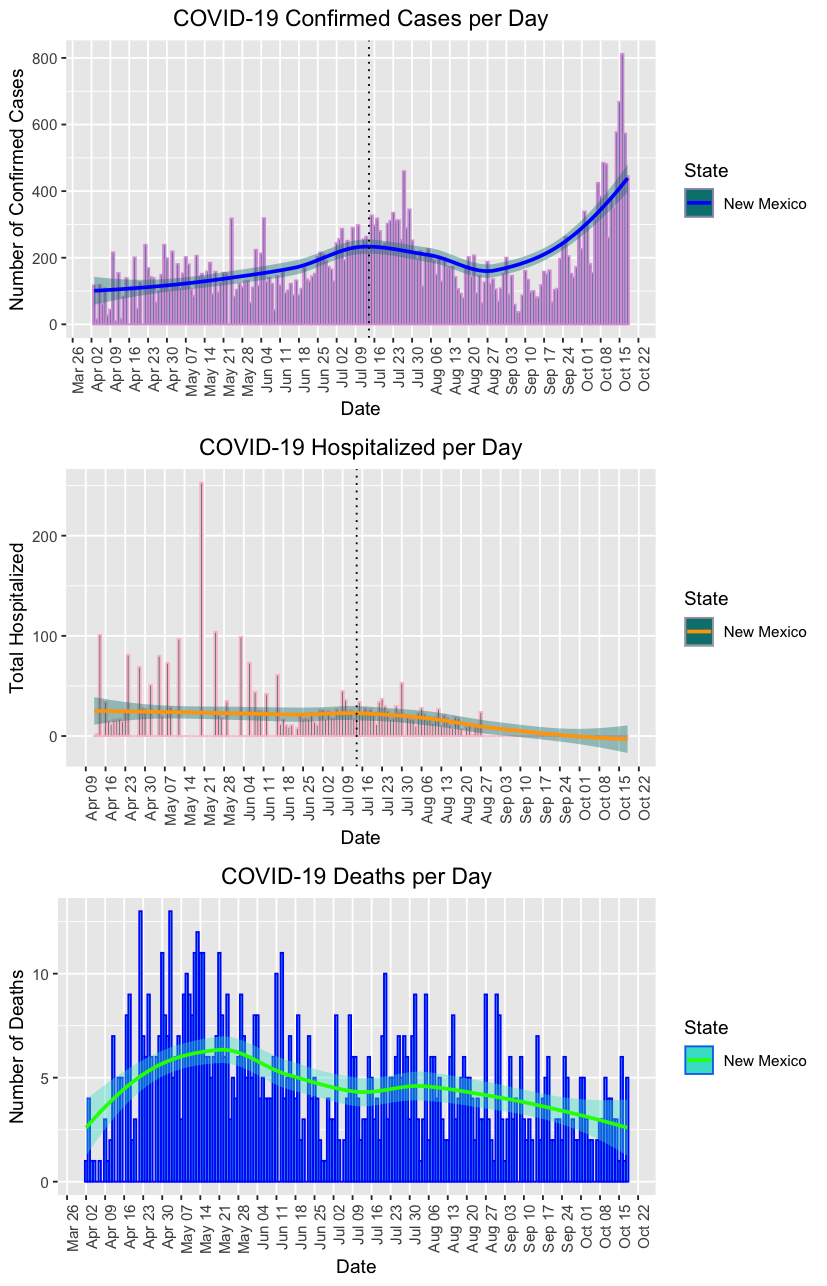 COVID-19 Confirmed Cases per Day
Number of Confirmed Cases
800
600
400
200
0
Mar 26
Apr 02
Apr 09
Apr 16
Apr 23
Apr 30
May 07
May 14
May 21
May 28
Jun 04
Jun 11
Jun 18
Jun 25
Jul 02
Jul 09
Jul 16
Jul 23
Jul 30
Aug 06
Aug 13
Aug 20
Aug 27
Sep 03
Sep 10
Sep 17
Sep 24
Oct 01
Oct 08
Oct 15
Oct 22
Date
State
New Mexico
COVID-19 Hospitalized per Day
Total Hospitalized
200
100
0
Apr 09
Apr 16
Apr 23
Apr 30
May 07
May 14
May 21
May 28
Jun 04
Jun 11
Jun 18
Jun 25
Jul 02
Jul 09
Jul 16
Jul 23
Jul 30
Aug 06
Aug 13
Aug 20
Aug 27
Sep 03
Sep 10
Sep 17
Sep 24
Oct 01
Oct 08
Oct 15
Oct 22
Date
State
New Mexico
COVID-19 Deaths per Day
Number of Deaths
10
5
0
Mar 26
Apr 02
Apr 09
Apr 16
Apr 23
Apr 30
May 07
May 14
May 21
May 28
Jun 04
Jun 11
Jun 18
Jun 25
Jul 02
Jul 09
Jul 16
Jul 23
Jul 30
Aug 06
Aug 13
Aug 20
Aug 27
Sep 03
Sep 10
Sep 17
Sep 24
Oct 01
Oct 08
Oct 15
Oct 22
Date
State
New Mexico